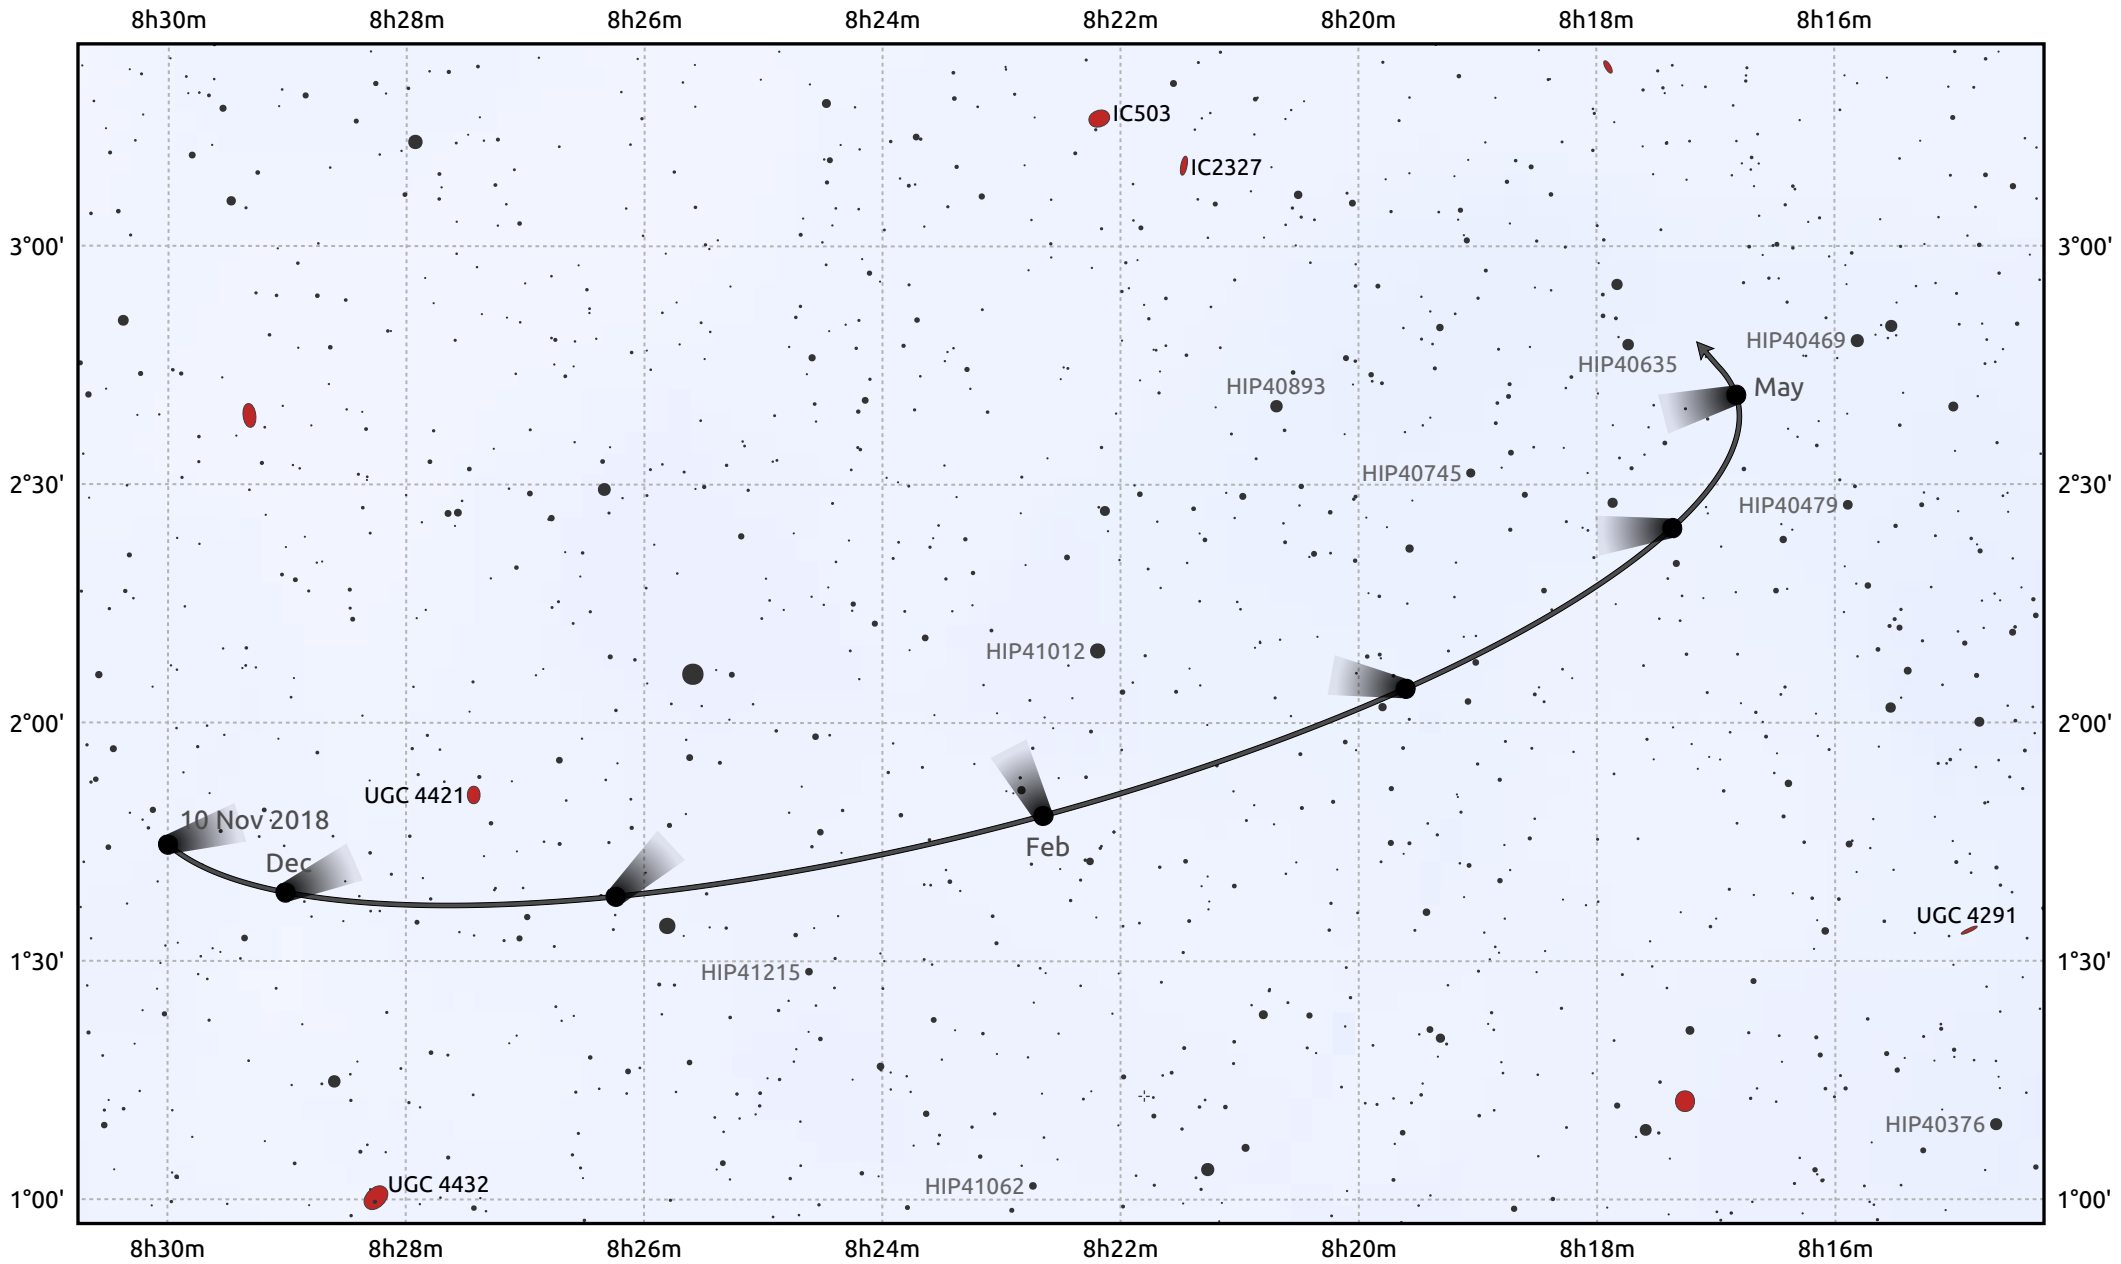 8h30m 8h28m 8h26m 8h24m 8h22m 8h20m 8h18m 8h16m
IC503
IC2327
3°00' 3°00'
HIP40469
HIP40635
HIP40893
May
HIP40745
2°30' 2°30'
HIP40479
HIP41012
2°00' 2°00'
UGC 4421
10 Nov 2018
Feb
Dec
UGC 4291
1°30' 1°30'
HIP41215
HIP40376
UGC 4432
HIP41062
1°00' 1°00'
8h30m 8h28m 8h26m 8h24m 8h22m 8h20m 8h18m 8h16m